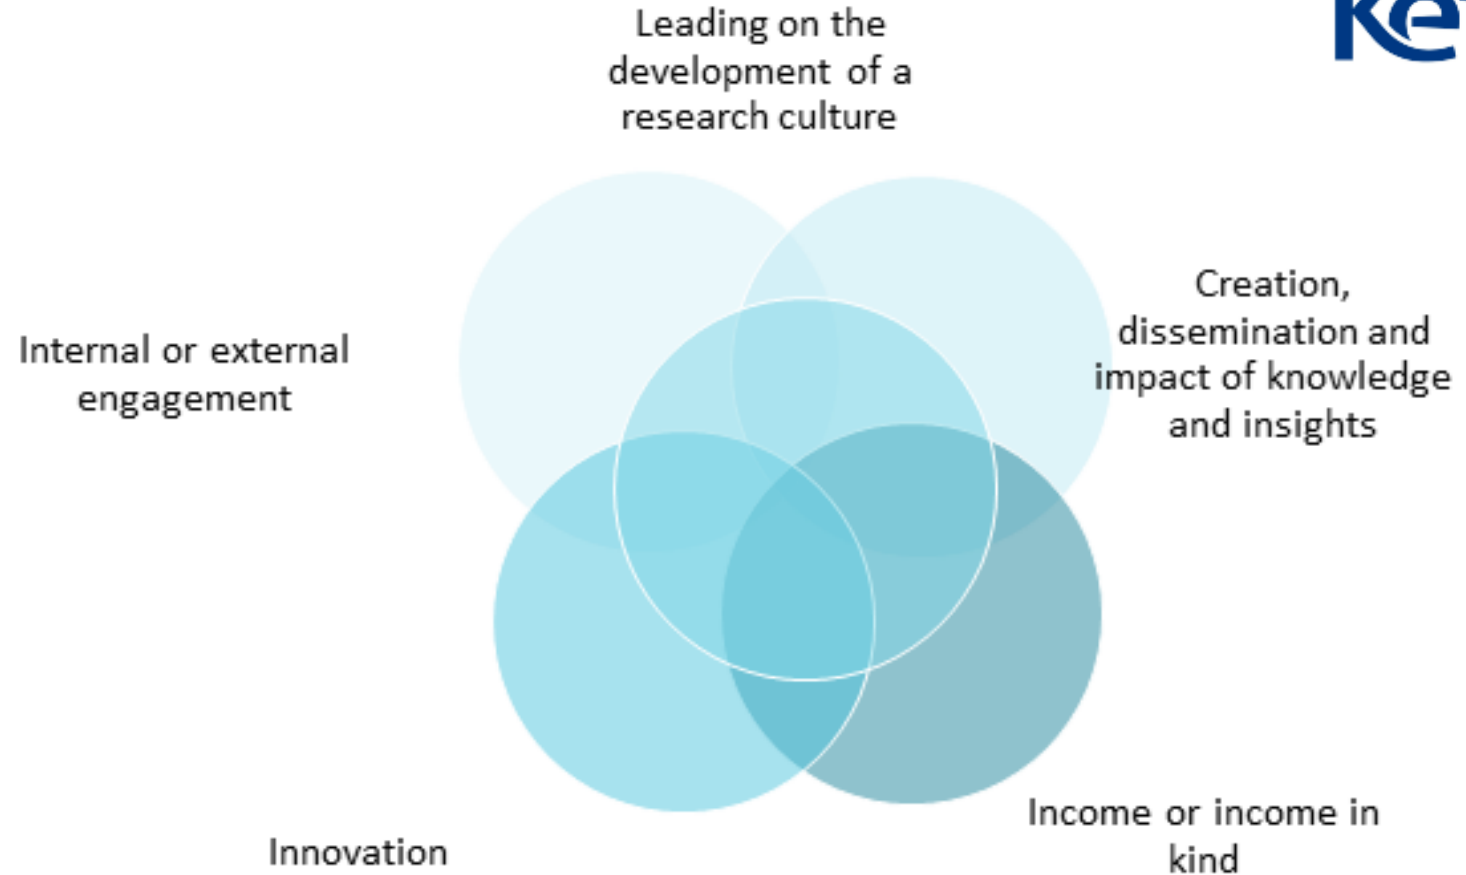 Ke
Leading on the
development of a
research culture
Creation,
dissemination and
impact of knowledge
and insights
Internal or external
engagement
Income or income in
kind
Innovation